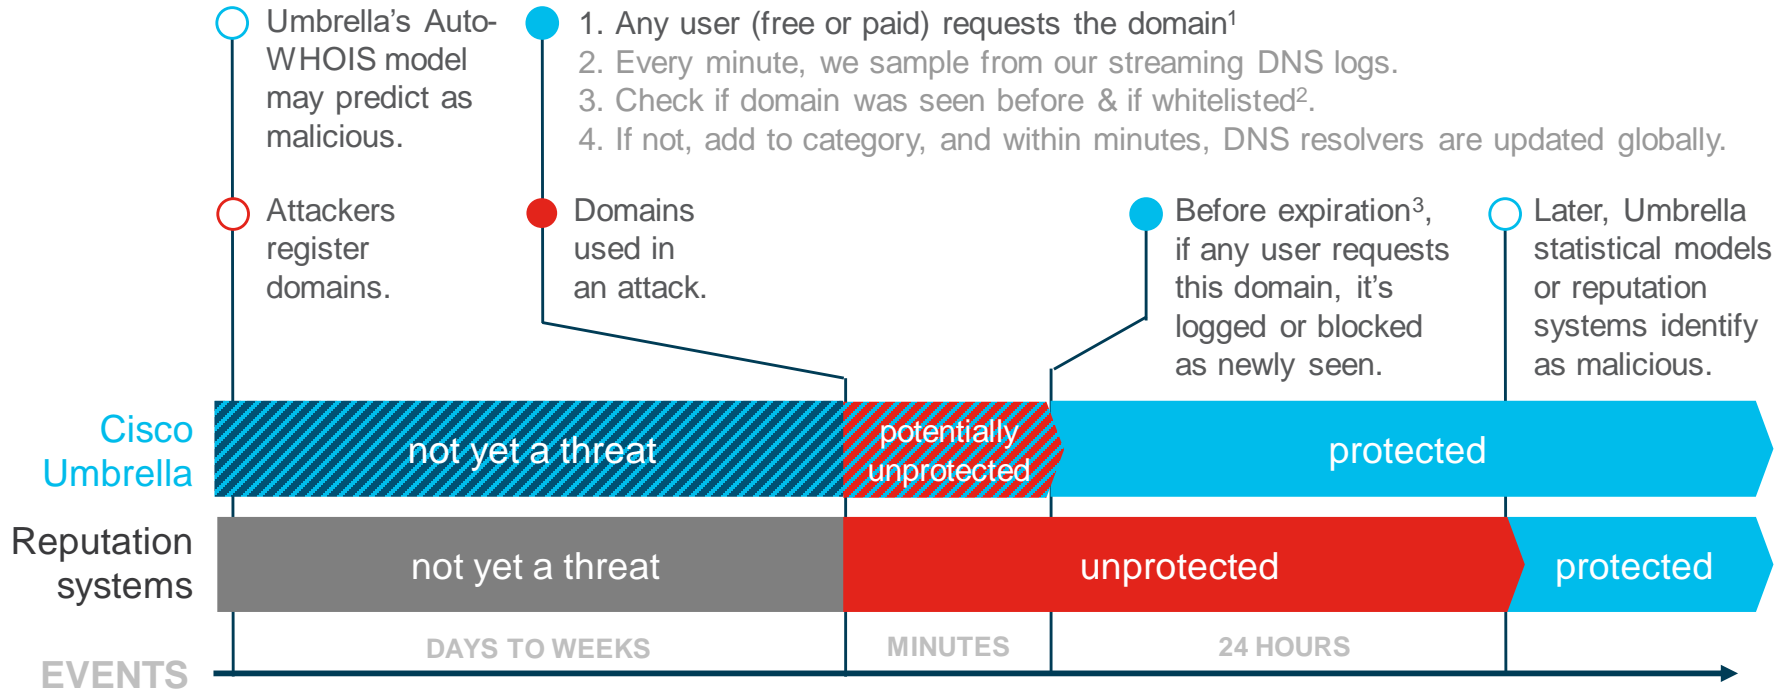 Umbrella's Auto-
WHOIS model
may predict as
malicious.
1. Any user (free or paid) requests the domain¹
2. Every minute, we sample from our streaming DNS logs.
3. Check if domain was seen before & if whitelisted².
4. If not, add to category, and within minutes, DNS resolvers are updated globally.
Attackers
register
domains.
Domains
used in
an attack.
Before expiration³,
if any user requests
this domain, it's
logged or blocked
as newly seen.
Later, Umbrella
statistical models
or reputation
systems identify
as malicious.
Cisco
Umbrella
not yet a threat
potentially
unprotected
protected
Reputation
systems
not yet a threat
unprotected
protected
EVENTS
DAYS TO WEEKS
MINUTES
24 HOURS